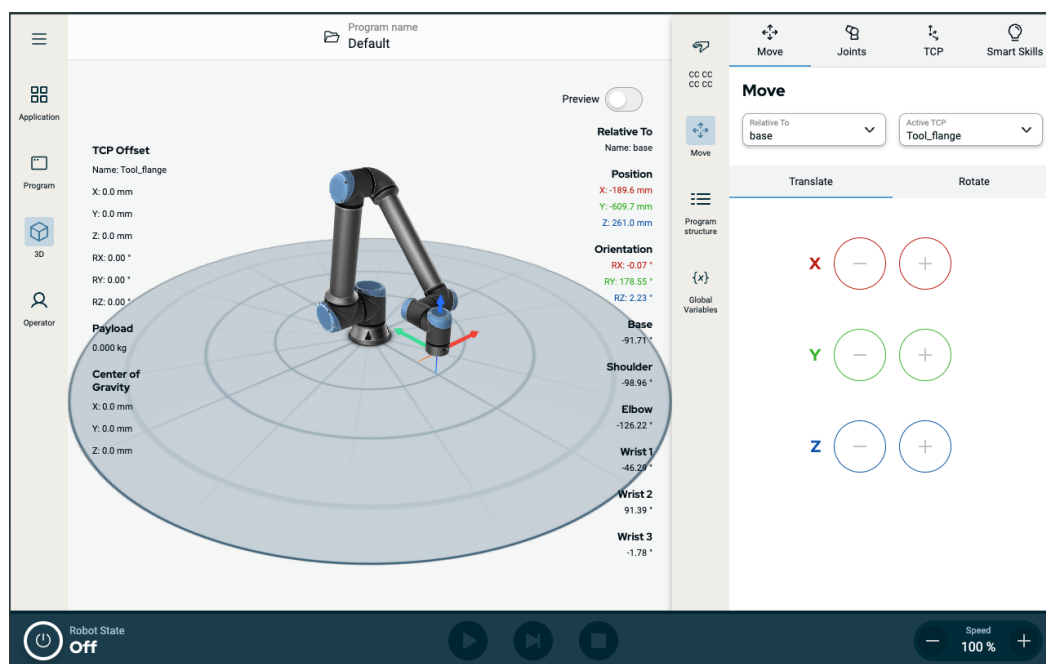 Program name
Default
Application
Program
3D
Operator
TCP Offset
Name: Tool_flange
X: 0.0 mm
Y: 0.0 mm
Z: 0.0 mm
RX: 0.00 °
RY: 0.00 °
RZ: 0.00 °
Payload
0.000 kg
Center of
Gravity
X: 0.0 mm
Y: 0.0 mm
Z: 0.0 mm
Preview
Relative To
Name: base
Position
X: -189.6 mm
Y: -609.7 mm
Z: 261.0 mm
Orientation
RX: -0.07 °
RY: 178.55 °
RZ: 2.23 °
Base
-91.71 °
Shoulder
-98.96 °
Elbow
-126.22 °
Wrist 1
-46.29 °
Wrist 2
91.39 °
Wrist 3
-1.78 °
CC CC
CC CC
Move
Program
structure
{x}
Global
Variables
Move
Joints
TCP
Smart Skills
Move
Relative To
base
Active TCP
Tool_flange
Translate
Rotate
X − +
Y − +
Z − +
Robot State
Off
Speed
− 100 % +